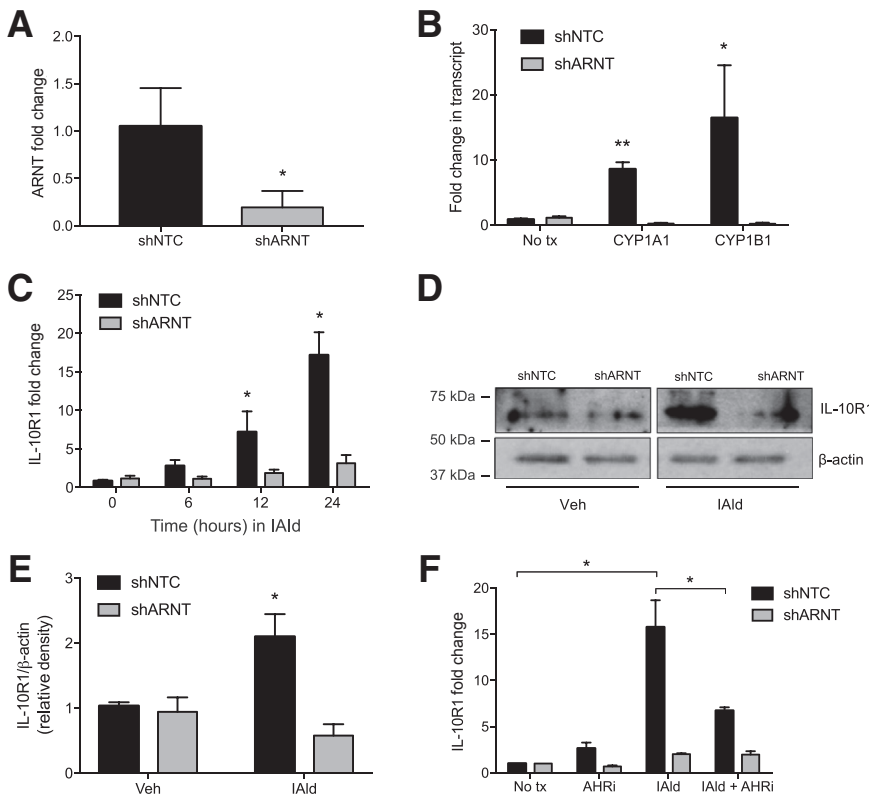 A
ARNT fold change
2.0
1.5
1.0
0.5
0.0
shNTC
shARNT
*
B
Fold change in transcript
30
20
10
0
shNTC
shARNT
**
*
No tx
CYP1A1
CYP1B1
C
IL-10R1 fold change
25
20
15
10
5
0
shNTC
shARNT
*
*
0
6
12
24
Time (hours) in IAld
D
shNTC
shARNT
shNTC
shARNT
75 kDa
50 kDa
37 kDa
IL-10R1
β-actin
Veh
IAld
E
IL-10R1/β-actin
(relative density)
3
2
1
0
shNTC
shARNT
*
Veh
IAld
F
IL-10R1 fold change
20
15
10
5
0
*
*
shNTC
shARNT
No tx
AHRi
IAld
IAld + AHRi